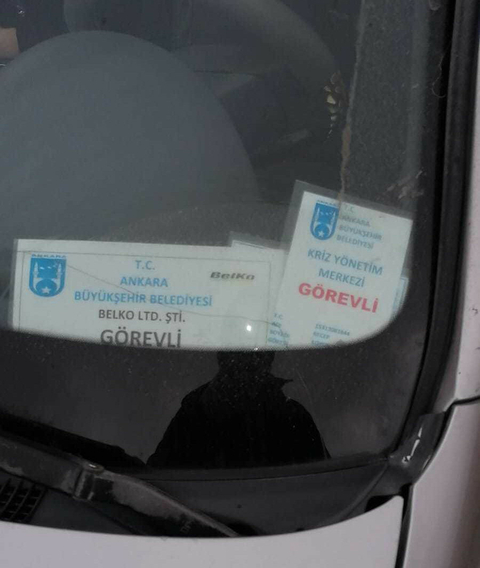 ANKARA
T.C.
ANKARA
BÜYÜKŞEHİR BELEDİYESİ
BELKO LTD. ŞTİ.
GÖREVLİ
BelKo
T.C.
ANKARA
BÜYÜKŞEHİR
BELEDİYESİ
KRİZ YÖNETİM
MERKEZİ
GÖREVLİ
T.C.